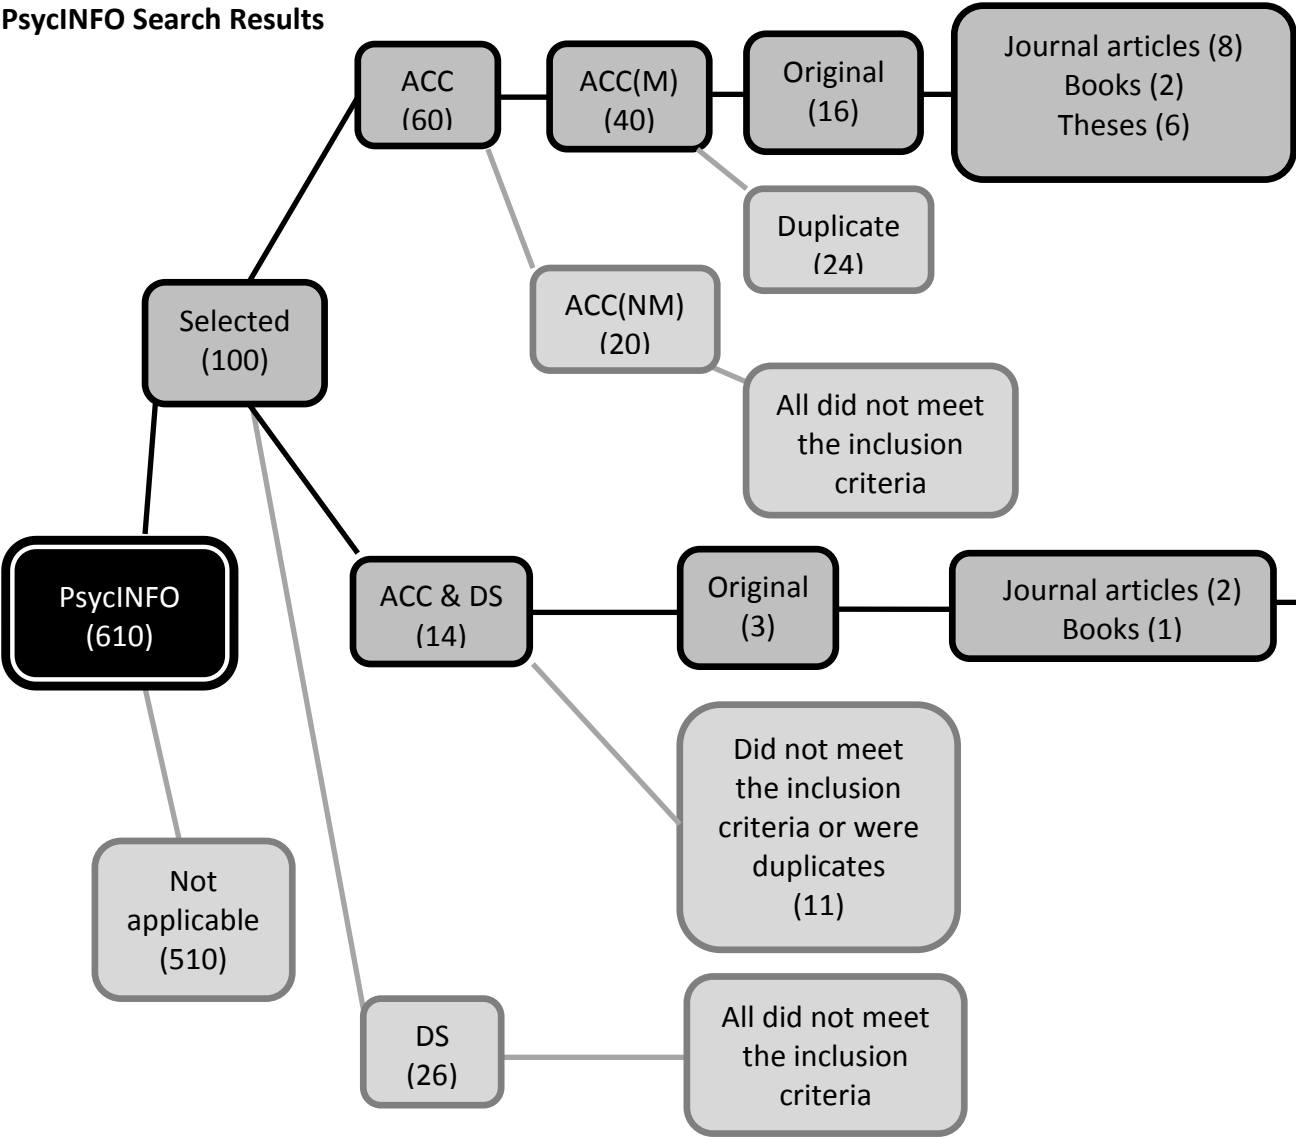 PsycINFO Search Results
ACC
(60)
ACC(M)
(40)
Original
(16)
Journal articles (8)
Books (2)
Theses (6)
Duplicate
(24)
ACC(NM)
(20)
Selected
(100)
All did not meet
the inclusion
criteria
PsycINFO
(610)
ACC & DS
(14)
Original
(3)
Journal articles (2)
Books (1)
Did not meet
the inclusion
criteria or were
duplicates
(11)
Not
applicable
(510)
DS
(26)
All did not meet
the inclusion
criteria